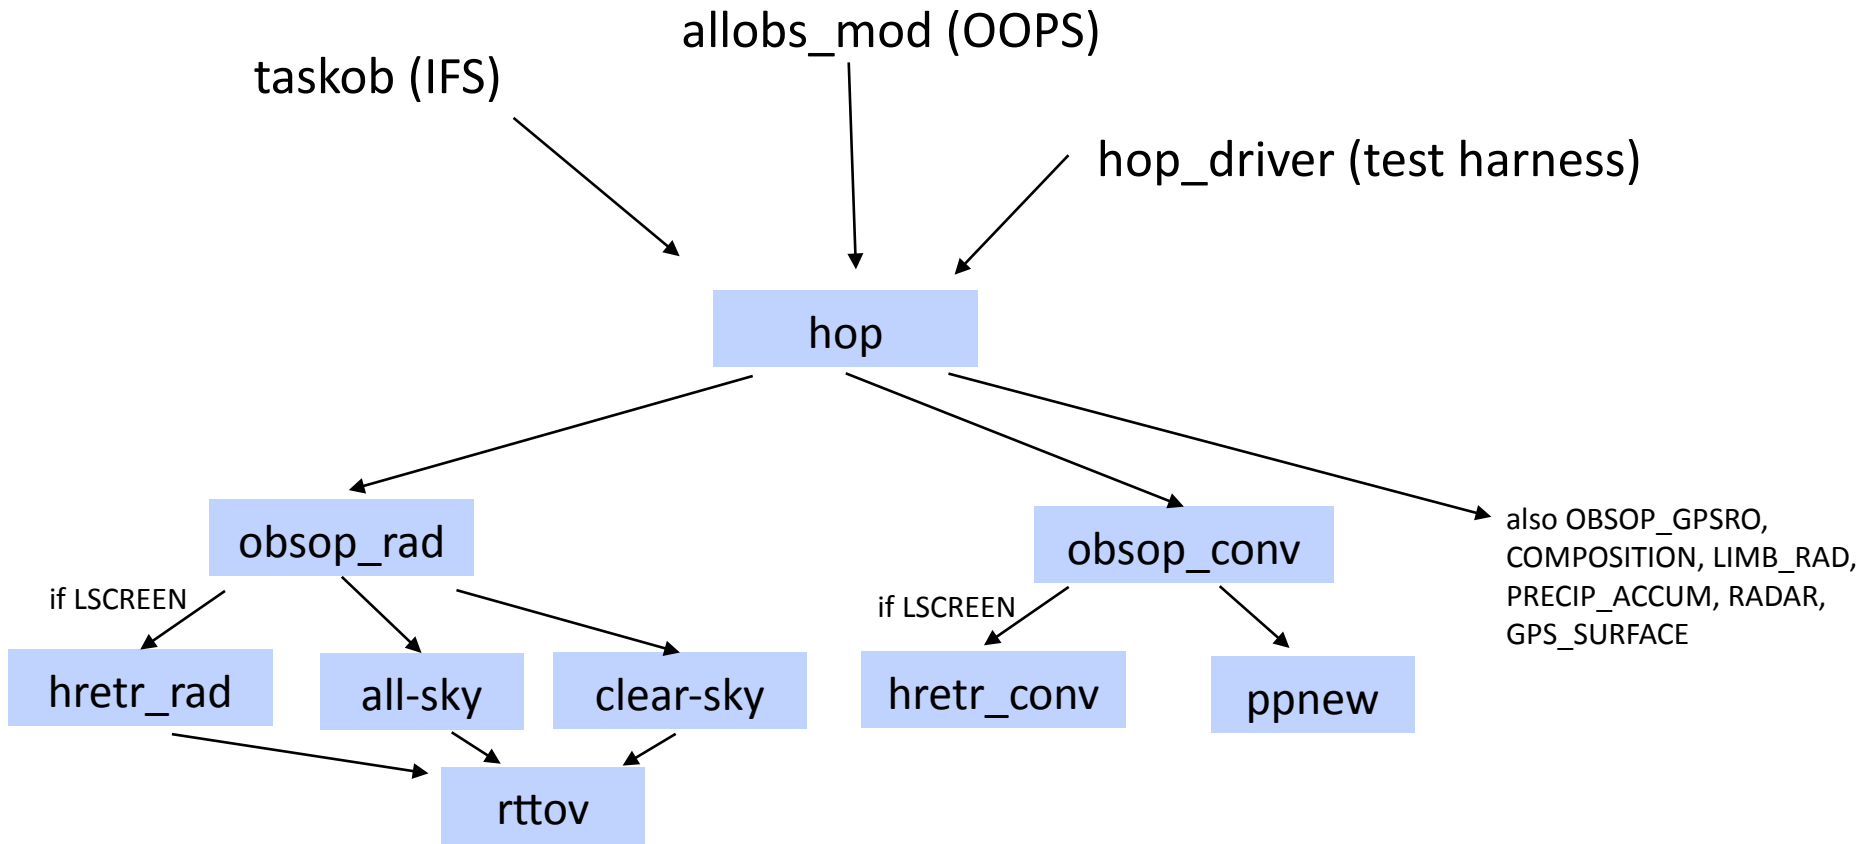 allobs_mod (OOPS)
taskob (IFS)
hop_driver (test harness)
hop
obsop_rad
obsop_conv
also OBSOP_GPSRO,
COMPOSITION, LIMB_RAD,
PRECIP_ACCUM, RADAR,
GPS_SURFACE
if LSCREEN
if LSCREEN
hretr_rad
all-sky
clear-sky
hretr_conv
ppnew
rttov